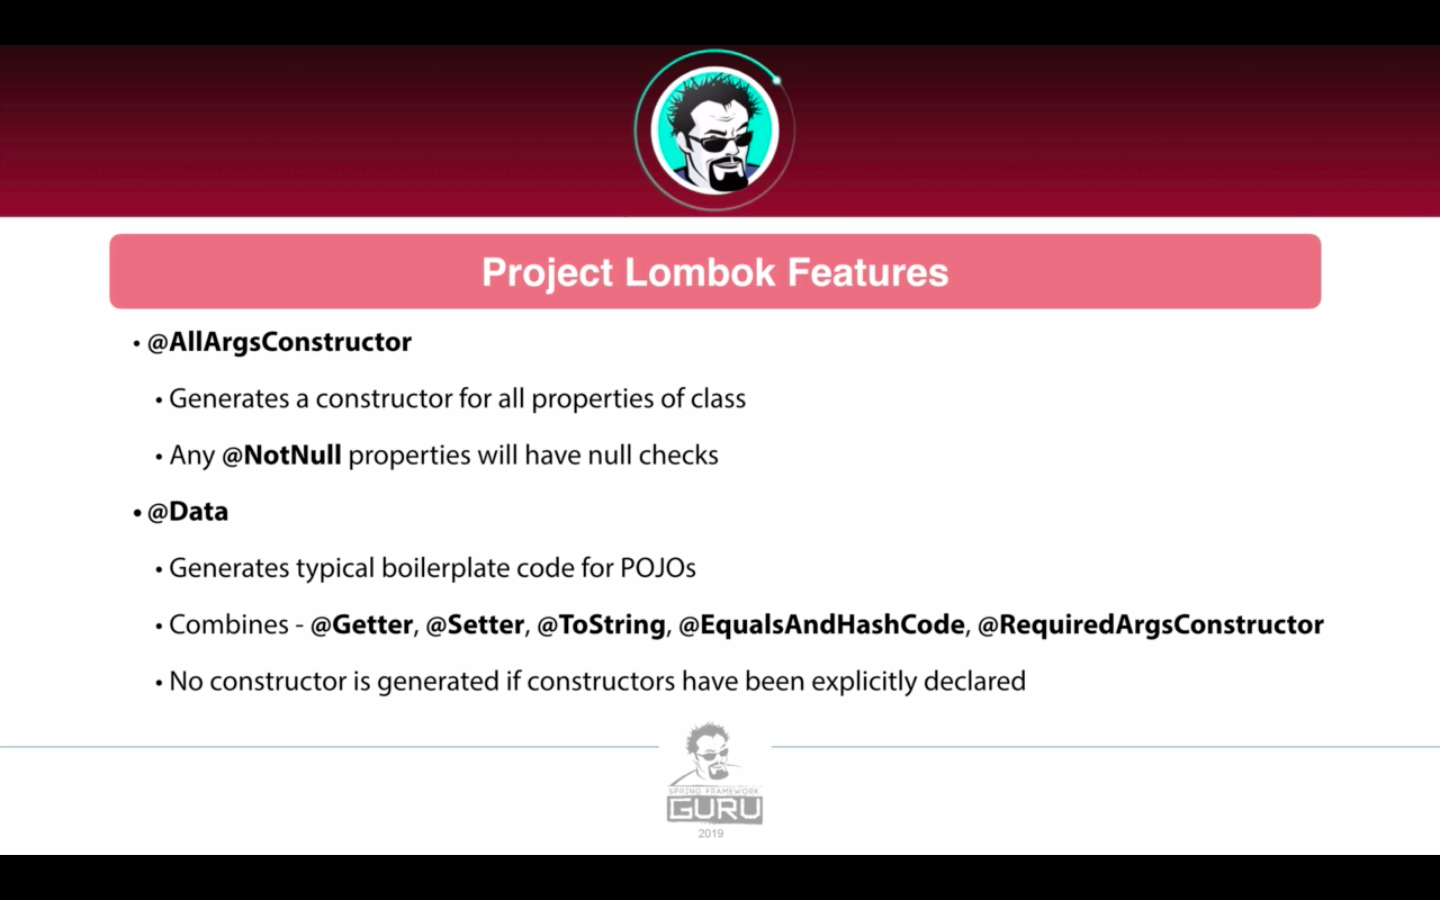 Project Lombok Features
• @AllArgsConstructor
• Generates a constructor for all properties of class
• Any @NotNull properties will have null checks
• @Data
• Generates typical boilerplate code for POJOs
• Combines - @Getter, @Setter, @ToString, @EqualsAndHashCode, @RequiredArgsConstructor
• No constructor is generated if constructors have been explicitly declared
SPRING FRAMEWORK
GURU
2019